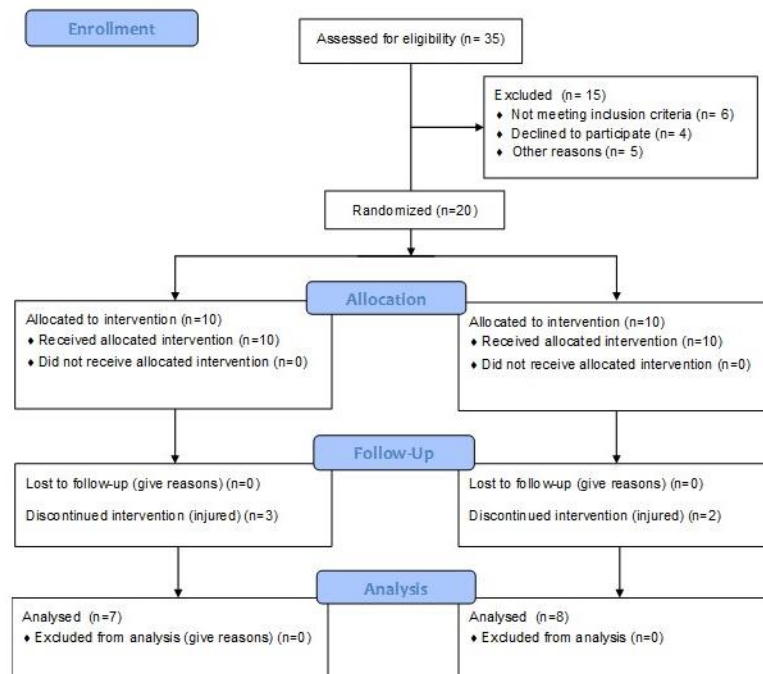 Enrollment
Assessed for eligibility (n= 35)
Excluded (n= 15)
♦ Not meeting inclusion criteria (n= 6)
♦ Declined to participate (n= 4)
♦ Other reasons (n= 5)
Randomized (n=20)
Allocation
Allocated to intervention (n=10)
♦ Received allocated intervention (n=10)
♦ Did not receive allocated intervention (n=0)
Allocated to intervention (n=10)
♦ Received allocated intervention (n=10)
♦ Did not receive allocated intervention (n=0)
Follow-Up
Lost to follow-up (give reasons) (n=0)
Discontinued intervention (injured) (n=3)
Lost to follow-up (give reasons) (n=0)
Discontinued intervention (injured) (n=2)
Analysis
Analysed (n=7)
♦ Excluded from analysis (give reasons) (n=0)
Analysed (n=8)
♦ Excluded from analysis (n=0)